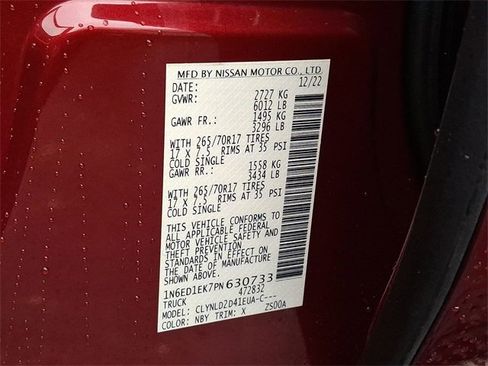 MFD BY NISSAN MOTOR CO., LTD
DATE: 12/22
GVWR: 2727 KG
6012 LB
GAWR FR.: 1495 KG
3296 LB
WITH 265/70R17 TIRES
17 X 7.5 RIMS AT 35 PSI
COLD SINGLE
GAWR RR.: 1558 KG
3434 LB
WITH 265/70R17 TIRES
17 X 7.5 RIMS AT 35 PSI
COLD SINGLE
THIS VEHICLE CONFORMS TO
ALL APPLICABLE FEDERAL
MOTOR VEHICLE SAFETY AND
THEFT PREVENTION
STANDARDS IN EFFECT ON
THE DATE OF MANUFACTURE
SHOWN ABOVE.
1N6ED1EK7PN630733
472832
MODEL: CLYNLD2D41EUA-C---
COLOR: NBY TRIM: X ZS00A